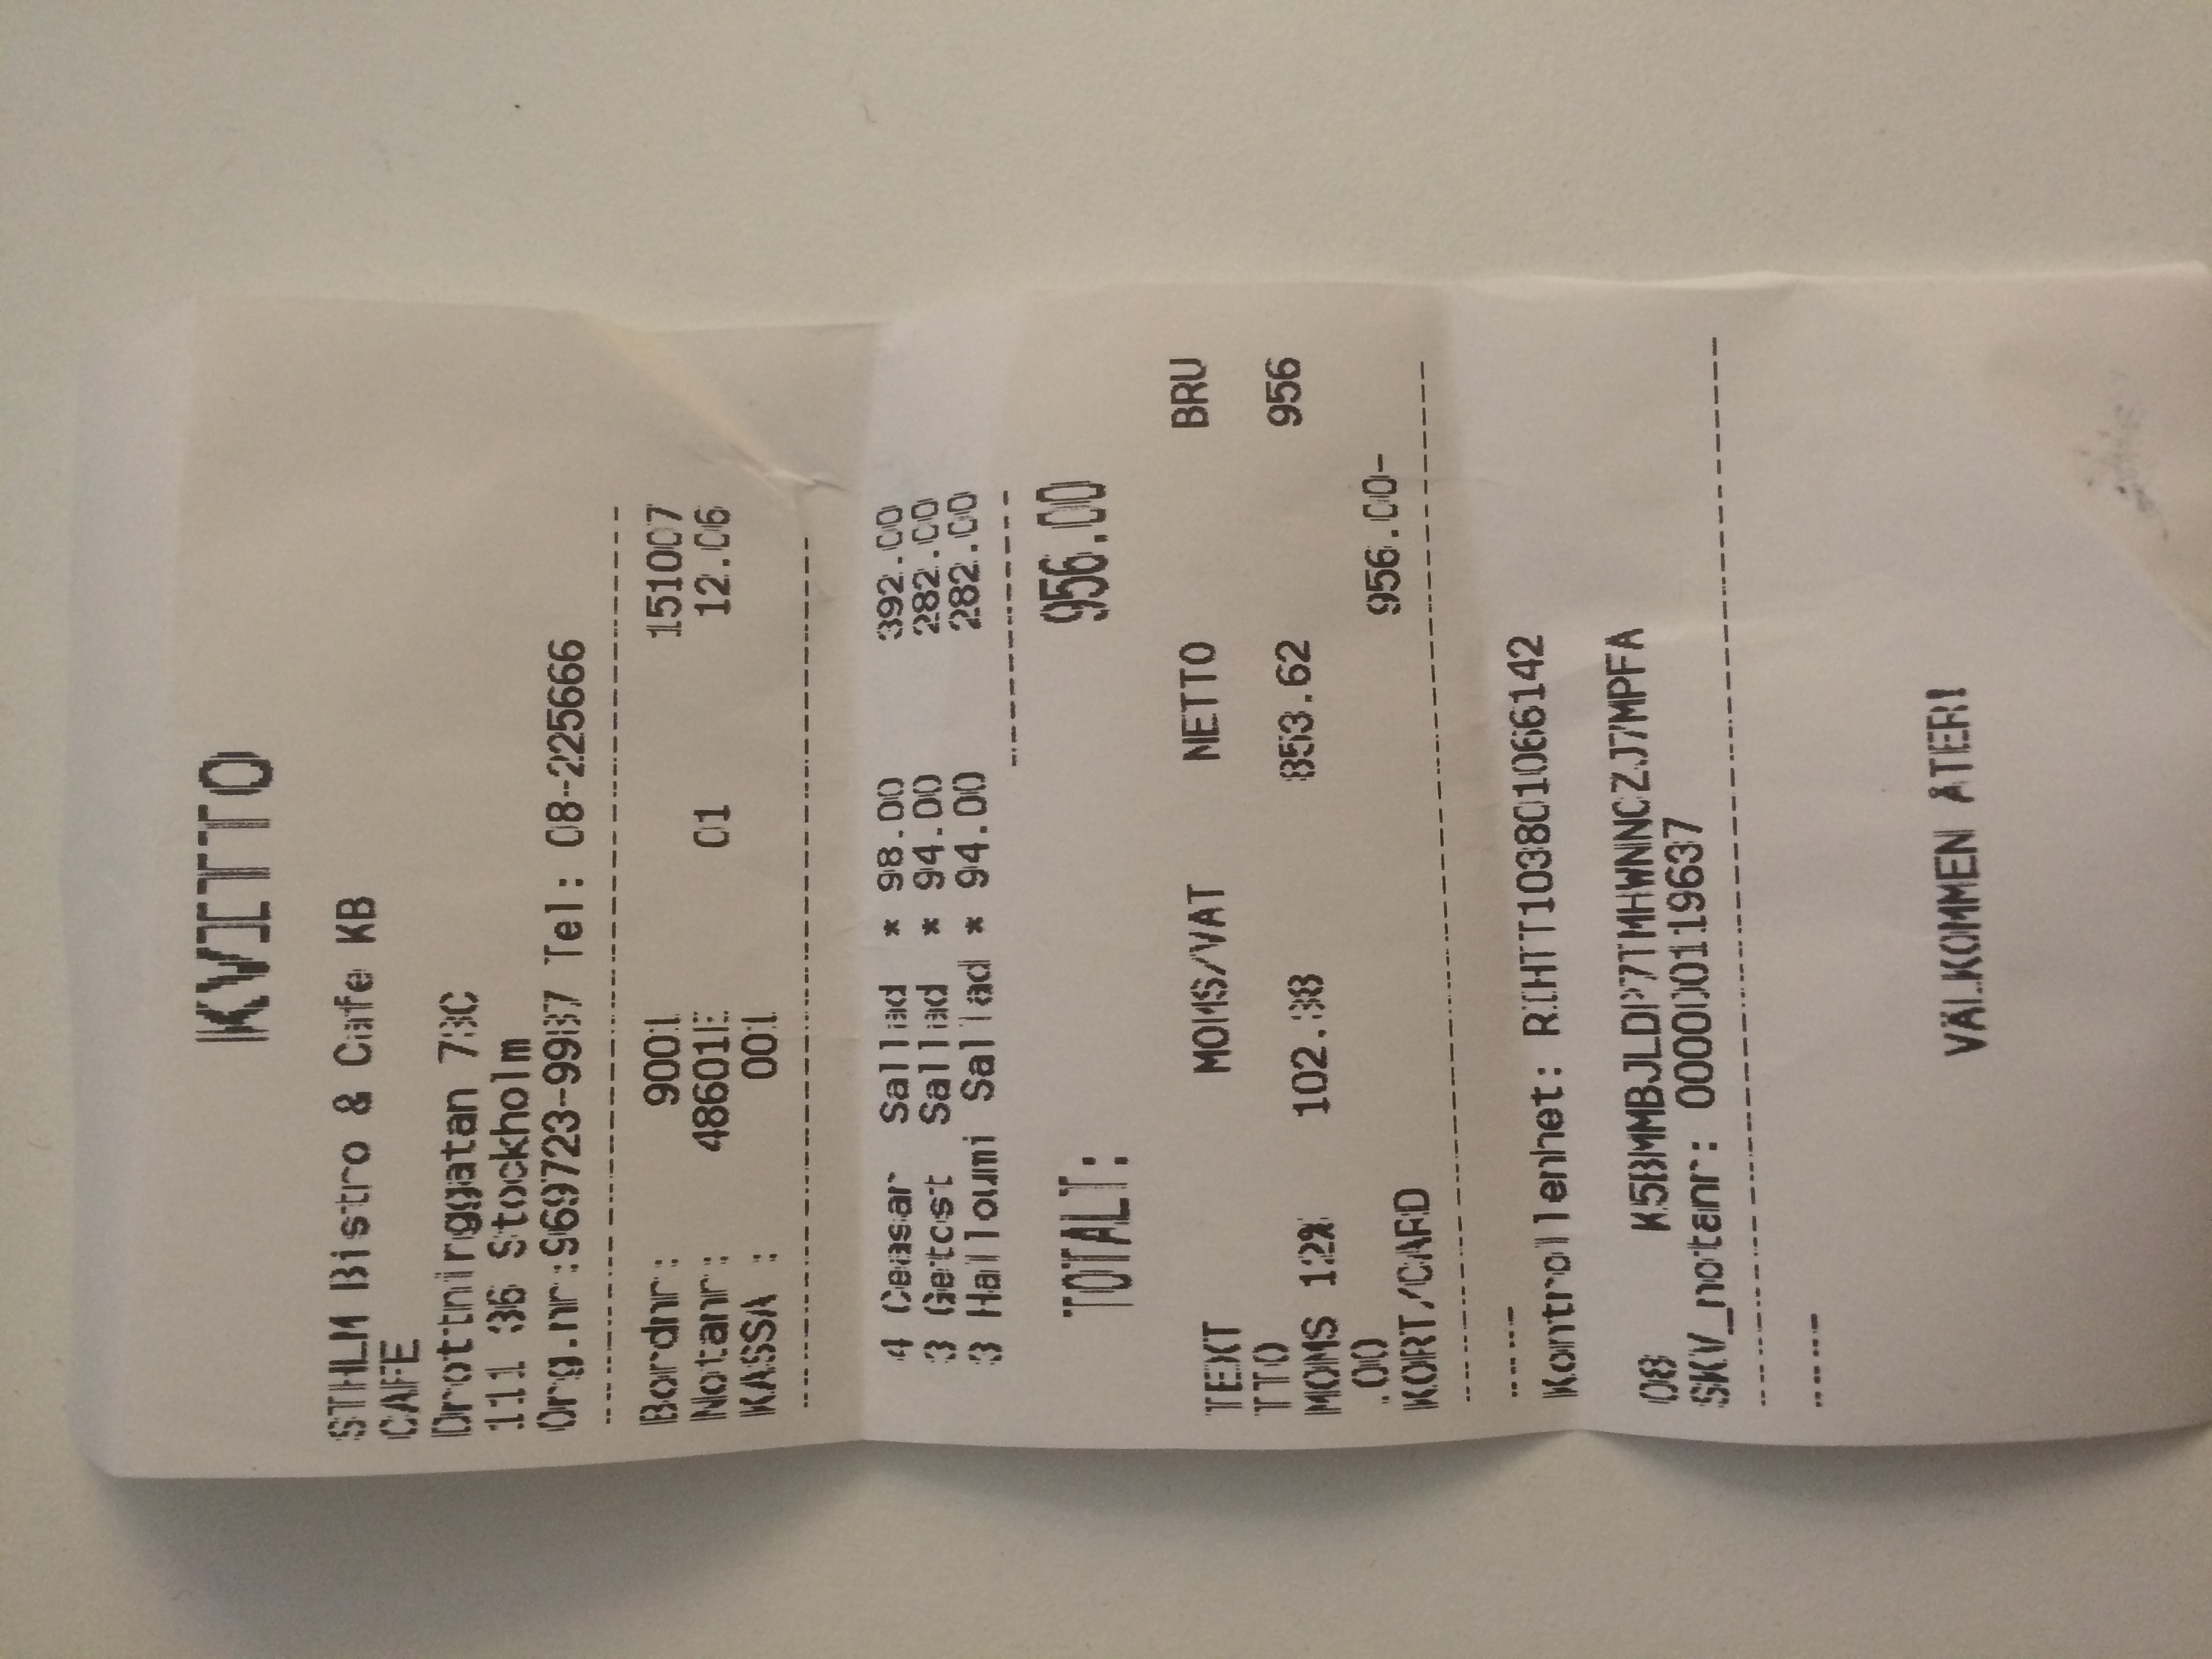 KVITTO
STHLM Bistro & Cafe KB
CAFE
Drottninggatan 73C
111 36 Stockholm
Org.nr:969723-9987 Tel: 08-225666
Bordnr: 9001 151007
Notanr: 01 12.06
KASSA : 001
4 Ceasar Sallad * 98.00 392.00
3 Getost Sallad * 94.00 282.00
3 Halloumi Sallad * 94.00 282.00
TOTALT: 956.00
TEXT MOMS/VAT NETTO BRU
TTO
MOMS 12% 102.38 853.62 956
.00
KORT/CARD 956.00-
Kontrollenhet: RIHTT103801066142
08 K5BMMBJLDP7TMHWNNCZJ7MPFA
SKV_notanr: 000000119637
VÄLKOMMEN ÅTER!